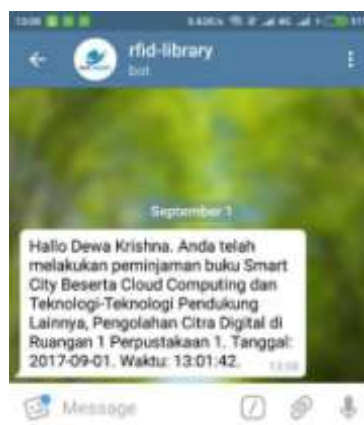 rfid-library
bot
September 1
Hallo Dewa Krishna. Anda telah
melakukan peminjaman buku Smart
City Beserta Cloud Computing dan
Teknologi-Teknologi Pendukung
Lainnya, Pengolahan Citra Digital di
Ruangan 1 Perpustakaan 1. Tanggal:
2017-09-01. Waktu: 13:01:42.
Message